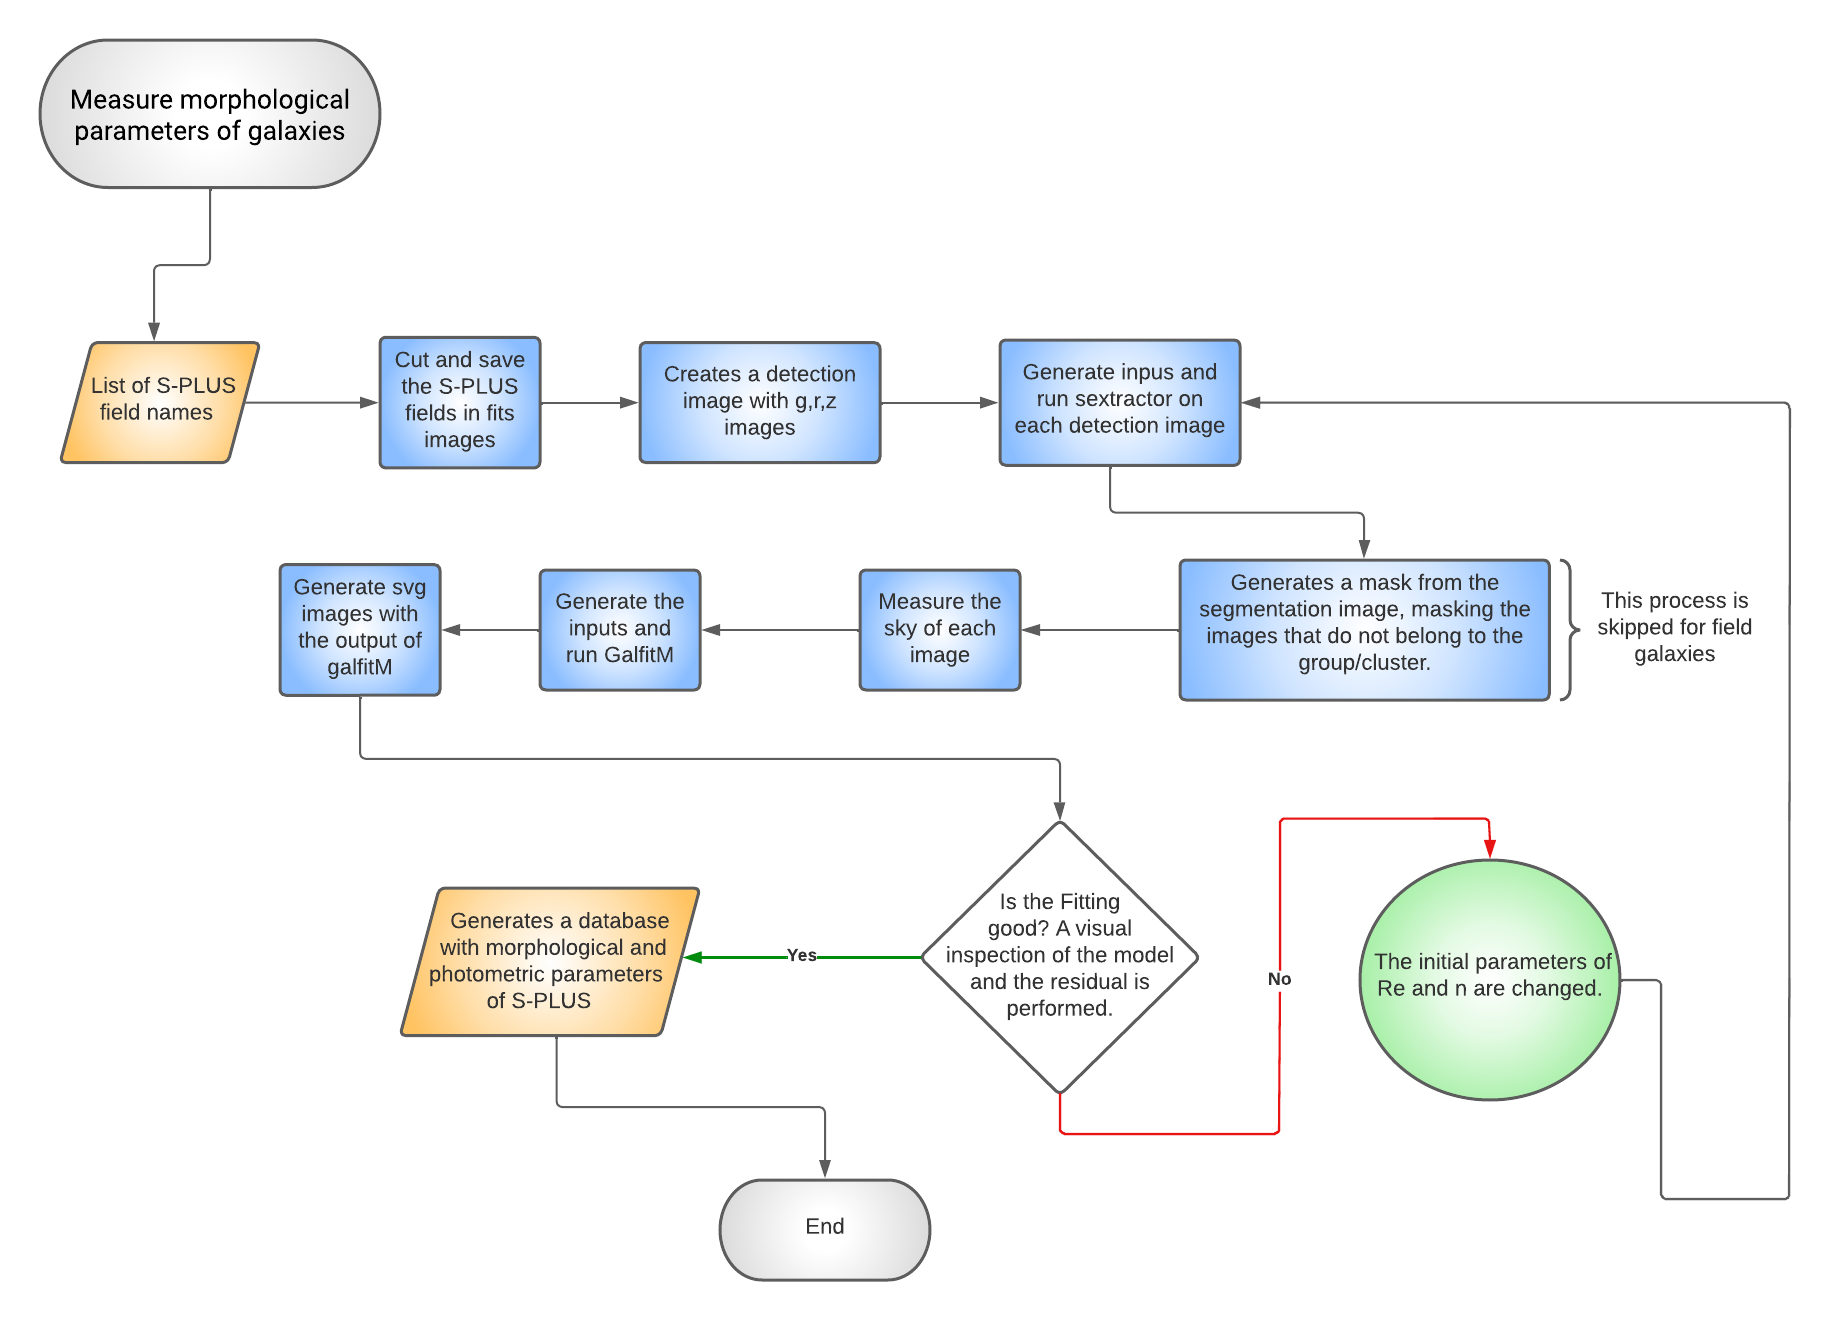 Measure morphological
parameters of galaxies
List of S-PLUS
field names
Cut and save
the S-PLUS
fields in fits
images
Creates a detection
image with g,r,z
images
Generate inpus and
run sextractor on
each detection image
Generates a mask from the
segmentation image, masking the
images that do not belong to the
group/cluster.
This process is
skipped for field
galaxies
Measure the
sky of each
image
Generate the
inputs and
run GalfitM
Generate svg
images with
the output of
galfitM
Is the Fitting
good? A visual
inspection of the model
and the residual is
performed.
Yes
Generates a database
with morphological and
photometric parameters
of S-PLUS
No
The initial parameters of
Re and n are changed.
End